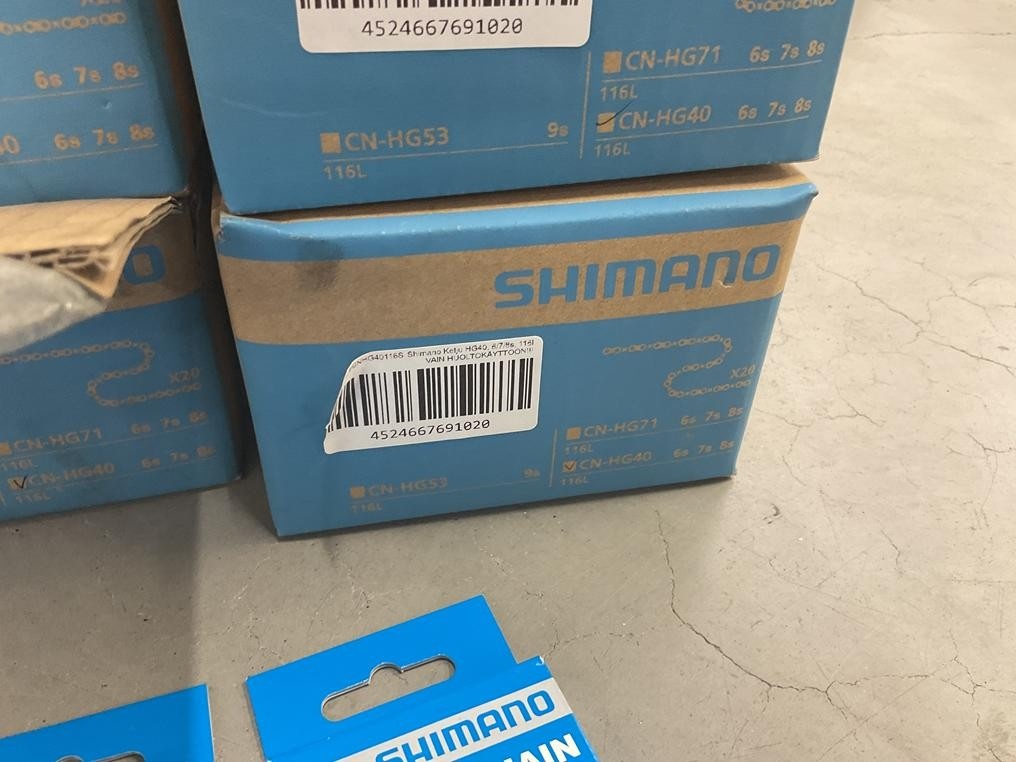 4524667691020
CN-HG71 6s 7s 8s
116L
CN-HG40 6s 7s 8s
116L
CN-HG53 9s
116L
6s 7s 8s
40 6s 7s 8s
SHIMANO
HG40116S Shimano Ketju HG40, 6/7/8s, 116l
VAIN HUOLTOKÄYTTÖÖN!!!
4524667691020
X20
CN-HG71 6s 7s 8s
116L
CN-HG40 6s 7s 8s
116L
CN-HG53 9s
116L
O
X20
CN-HG71 6s 7s 8s
116L
CN-HG40 6s 7s 8s
116L
SHIMANO